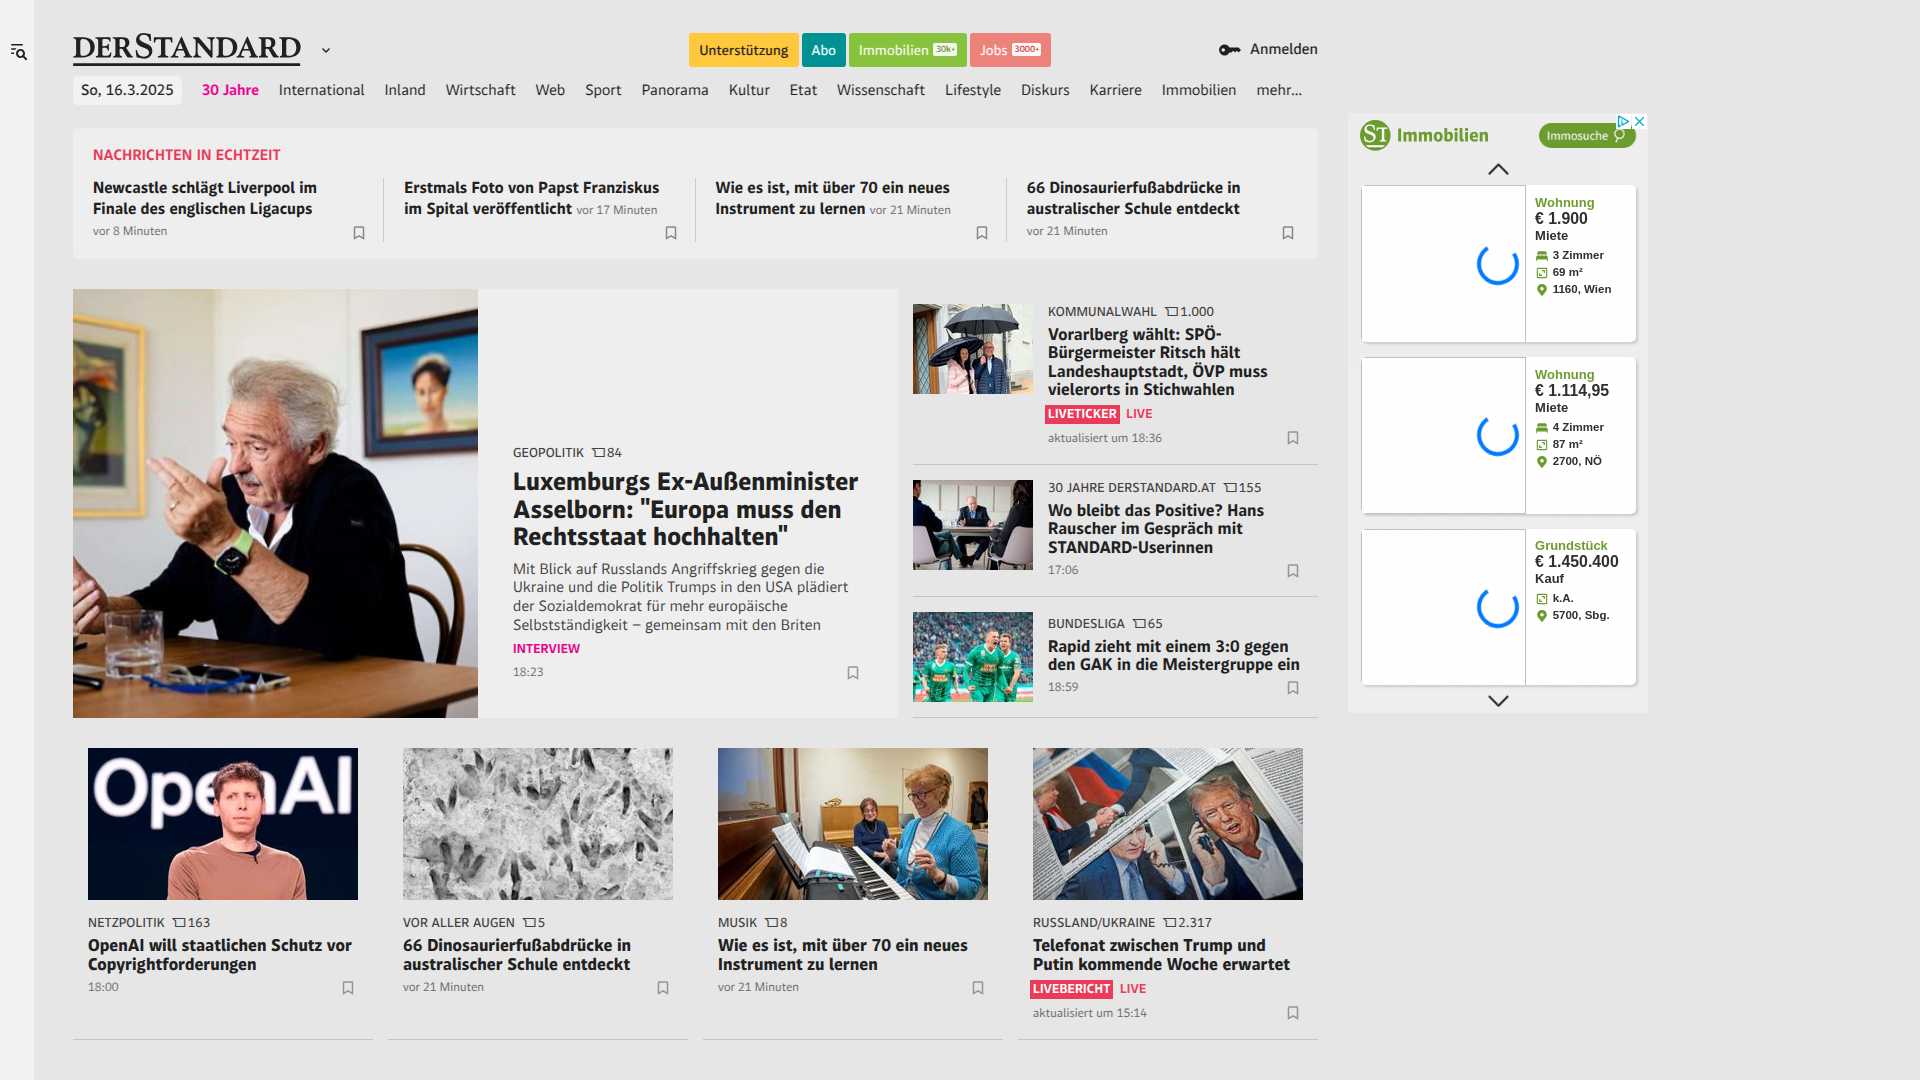 DERSTANDARD
Unterstützung
Abo
Immobilien 30k+
Jobs 3000+
Anmelden
So, 16.3.2025
30 Jahre
International
Inland
Wirtschaft
Web
Sport
Panorama
Kultur
Etat
Wissenschaft
Lifestyle
Diskurs
Karriere
Immobilien
mehr...
NACHRICHTEN IN ECHTZEIT
Newcastle schlägt Liverpool im
Finale des englischen Ligacups
vor 8 Minuten
Erstmals Foto von Papst Franziskus
im Spital veröffentlicht vor 17 Minuten
Wie es ist, mit über 70 ein neues
Instrument zu lernen vor 21 Minuten
66 Dinosaurierfußabdrücke in
australischer Schule entdeckt
vor 21 Minuten
GEOPOLITIK 84
Luxemburgs Ex-Außenminister
Asselborn: "Europa muss den
Rechtsstaat hochhalten"
Mit Blick auf Russlands Angriffskrieg gegen die
Ukraine und die Politik Trumps in den USA plädiert
der Sozialdemokrat für mehr europäische
Selbstständigkeit – gemeinsam mit den Briten
INTERVIEW
18:23
KOMMUNALWAHL 1.000
Vorarlberg wählt: SPÖ-
Bürgermeister Ritsch hält
Landeshauptstadt, ÖVP muss
vielerorts in Stichwahlen
LIVETICKER LIVE
aktualisiert um 18:36
30 JAHRE DERSTANDARD.AT 155
Wo bleibt das Positive? Hans
Rauscher im Gespräch mit
STANDARD-Userinnen
17:06
BUNDESLIGA 65
Rapid zieht mit einem 3:0 gegen
den GAK in die Meistergruppe ein
18:59
OpenAI
NETZPOLITIK 163
OpenAI will staatlichen Schutz vor
Copyrightforderungen
18:00
VOR ALLER AUGEN 5
66 Dinosaurierfußabdrücke in
australischer Schule entdeckt
vor 21 Minuten
MUSIK 8
Wie es ist, mit über 70 ein neues
Instrument zu lernen
vor 21 Minuten
RUSSLAND/UKRAINE 2.317
Telefonat zwischen Trump und
Putin kommende Woche erwartet
LIVEBERICHT LIVE
aktualisiert um 15:14
ST Immobilien
Immosuche
Wohnung
€ 1.900
Miete
3 Zimmer
69 m²
1160, Wien
Wohnung
€ 1.114,95
Miete
4 Zimmer
87 m²
2700, NÖ
Grundstück
€ 1.450.400
Kauf
k.A.
5700, Sbg.